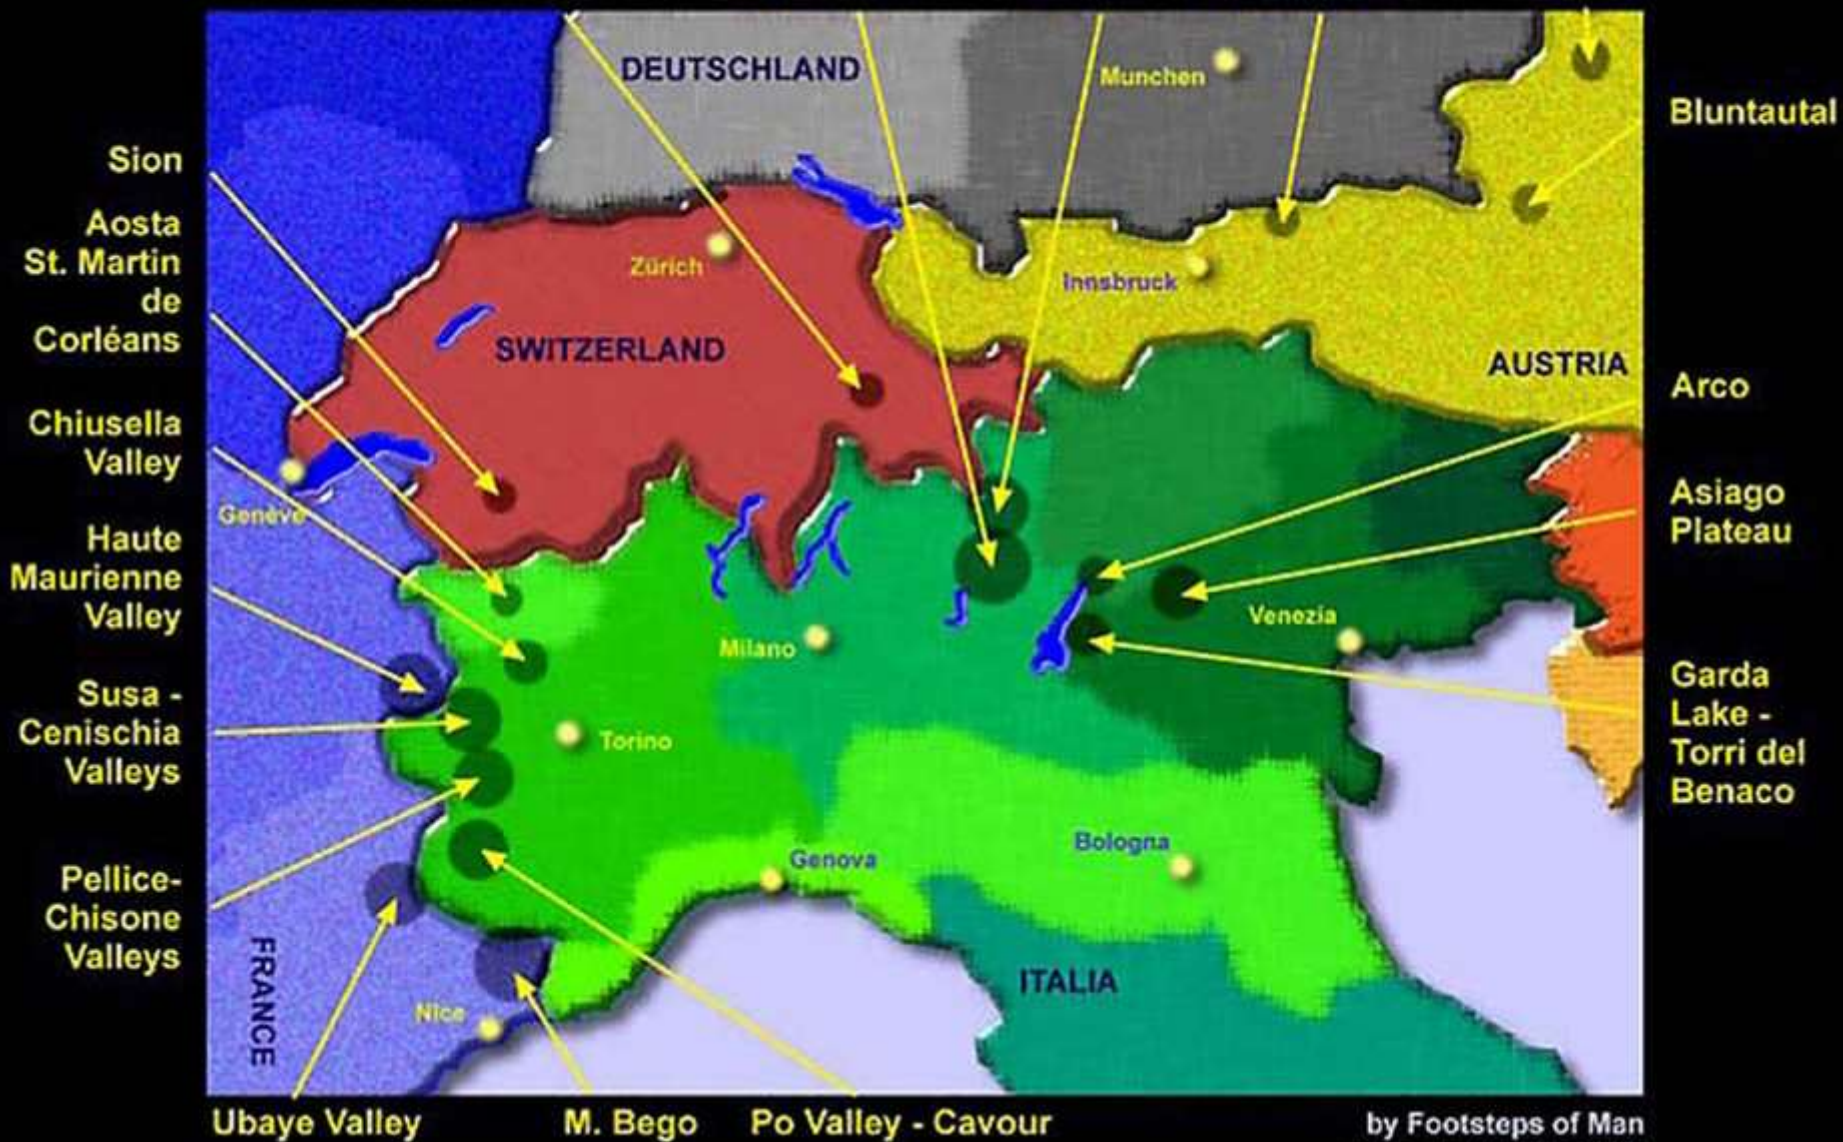 DEUTSCHLAND
Munchen
Bluntautal
Sion
Aosta
St. Martin
de
Corléans
Zürich
Innsbruck
SWITZERLAND
AUSTRIA
Arco
Chiusella
Valley
Genève
Asiago
Plateau
Haute
Maurienne
Valley
Milano
Venezia
Garda
Lake -
Torri del
Benaco
Susa -
Cenischia
Valleys
Torino
Genova
Bologna
Pellice-
Chisone
Valleys
FRANCE
ITALIA
Nice
Ubaye Valley
M. Bego
Po Valley - Cavour
by Footsteps of Man